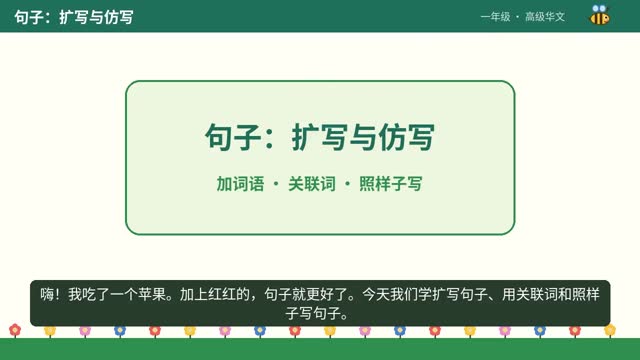 句子：扩写与仿写
一年级 · 高级华文
句子：扩写与仿写
加词语 · 关联词 · 照样子写
嗨！我吃了一个苹果。加上红红的，句子就更好了。今天我们学扩写句子、用关联词和照样
子写句子。